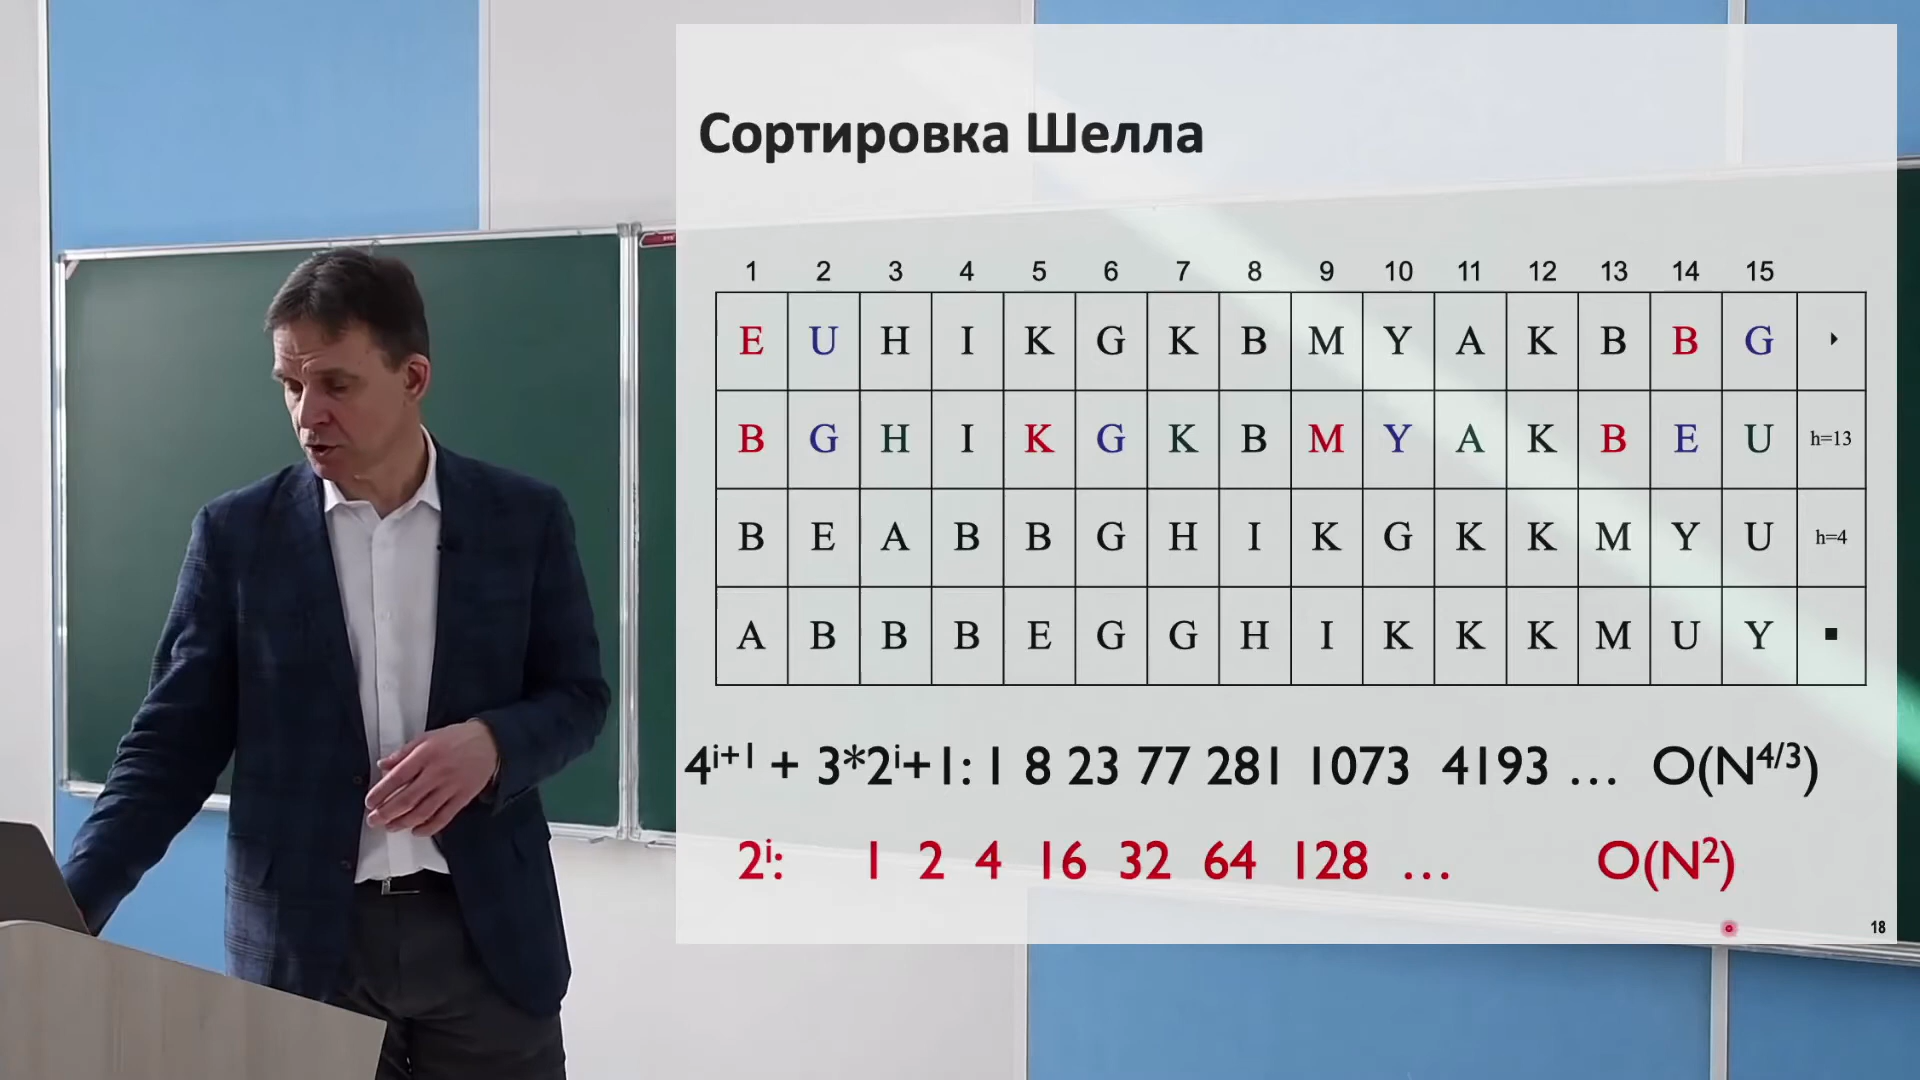 Сортировка Шелла
1 2 3 4 5 6 7 8 9 10 11 12 13 14 15
E U H I K G K B M Y A K B B G
B G H I K G K B M Y A K B E U h=13
B E A B B G H I K G K K M Y U h=4
A B B B E G G H I K K K M U Y
4ⁱ⁺¹ + 3*2ⁱ+1: 1 8 23 77 281 1073 4193 … O(N⁴ᐟ³)
2ⁱ: 1 2 4 16 32 64 128 … O(N²)
18